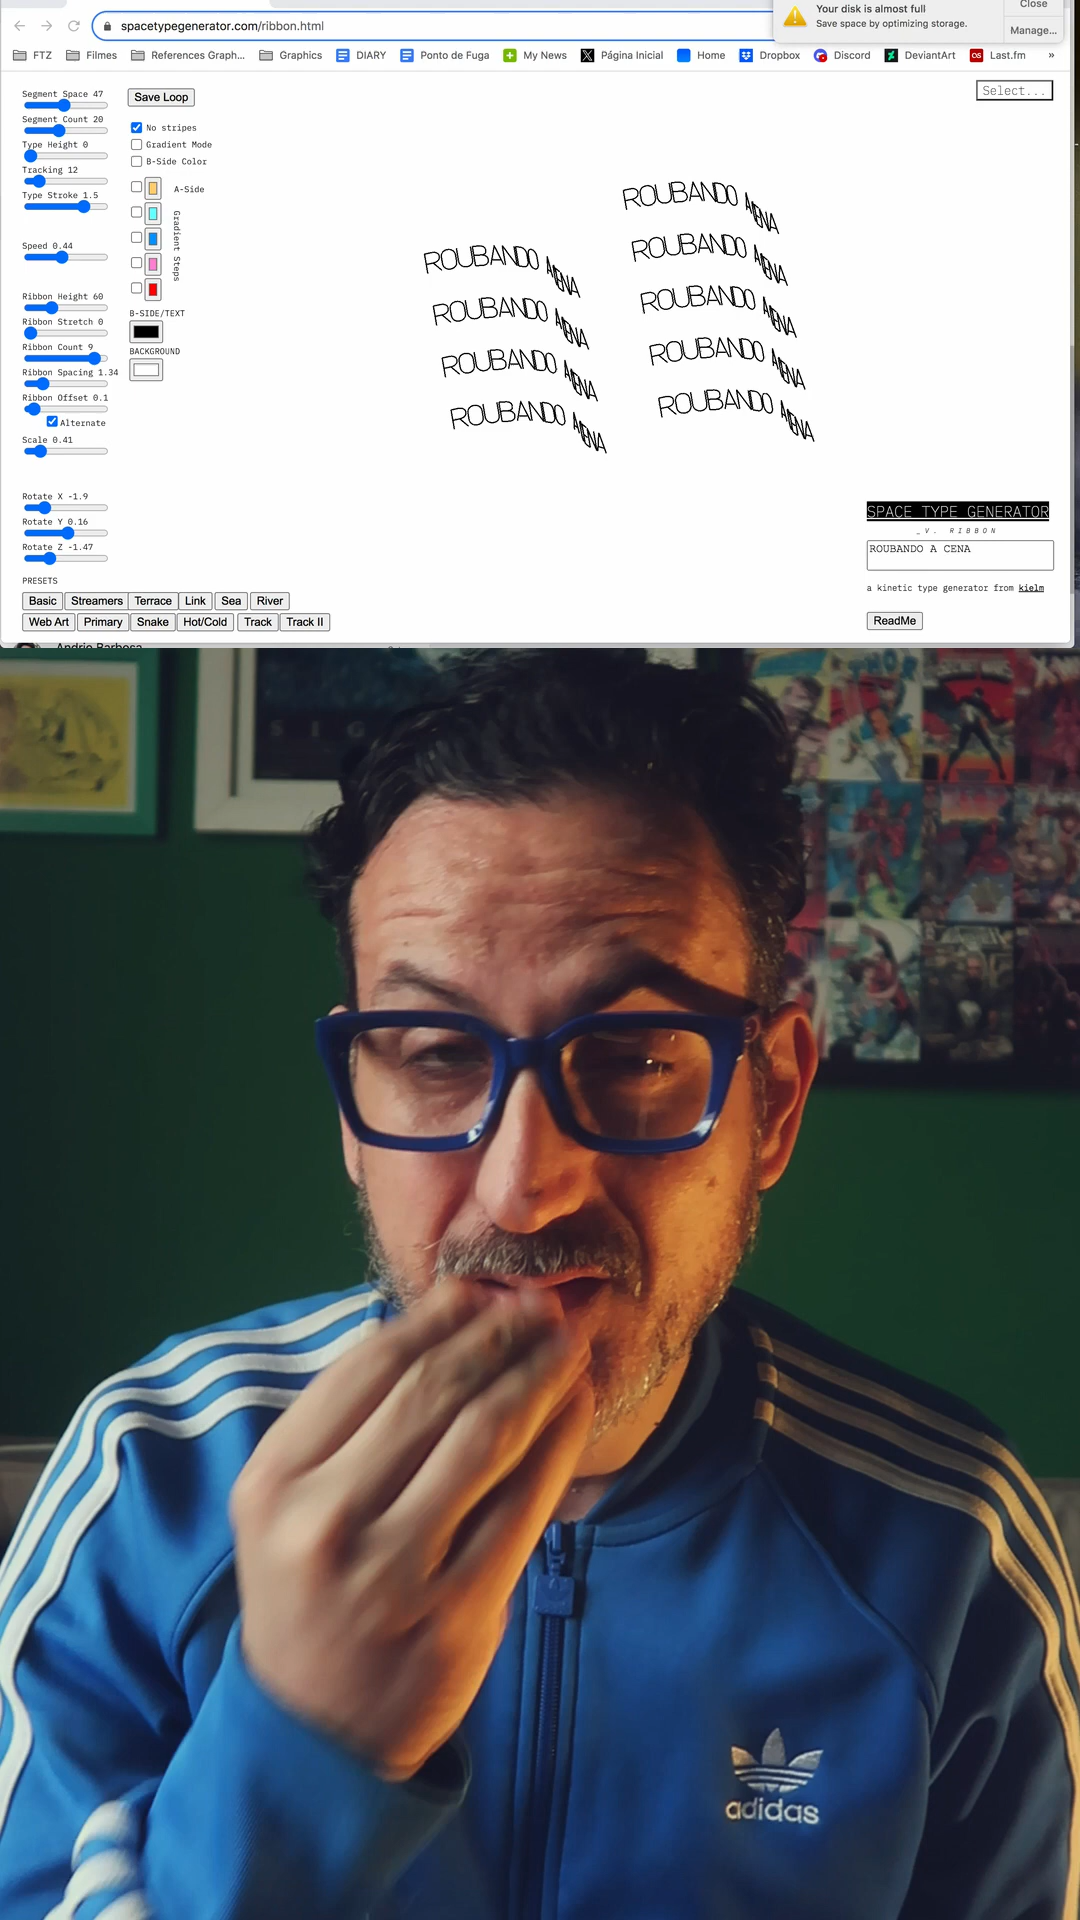 Your disk is almost full
Save space by optimizing storage.
Close
Manage...
spacetypegenerator.com/ribbon.html
FTZ
Filmes
References Graph...
Graphics
DIARY
Ponto de Fuga
My News
Página Inicial
Home
Dropbox
Discord
DeviantArt
Last.fm
»
Segment Space 47
Segment Count 20
Type Height 0
Tracking 12
Type Stroke 1.5
Speed 0.44
Ribbon Height 60
Ribbon Stretch 0
Ribbon Count 9
Ribbon Spacing 1.34
Ribbon Offset 0.1
Alternate
Scale 0.41
Rotate X -1.9
Rotate Y 0.16
Rotate Z -1.47
PRESETS
Basic
Streamers
Terrace
Link
Sea
River
Web Art
Primary
Snake
Hot/Cold
Track
Track II
Save Loop
No stripes
Gradient Mode
B-Side Color
A-Side
Gradient Steps
B-SIDE/TEXT
BACKGROUND
Select...
ROUBANDO A CENA
ROUBANDO A CENA
ROUBANDO A CENA
ROUBANDO A CENA
ROUBANDO A CENA
ROUBANDO A CENA
ROUBANDO A CENA
ROUBANDO A CENA
ROUBANDO A CENA
SPACE TYPE GENERATOR
_V. RIBBON
ROUBANDO A CENA
a kinetic type generator from kielm
ReadMe
Andrio Barbosa
SIG
THOR
adidas